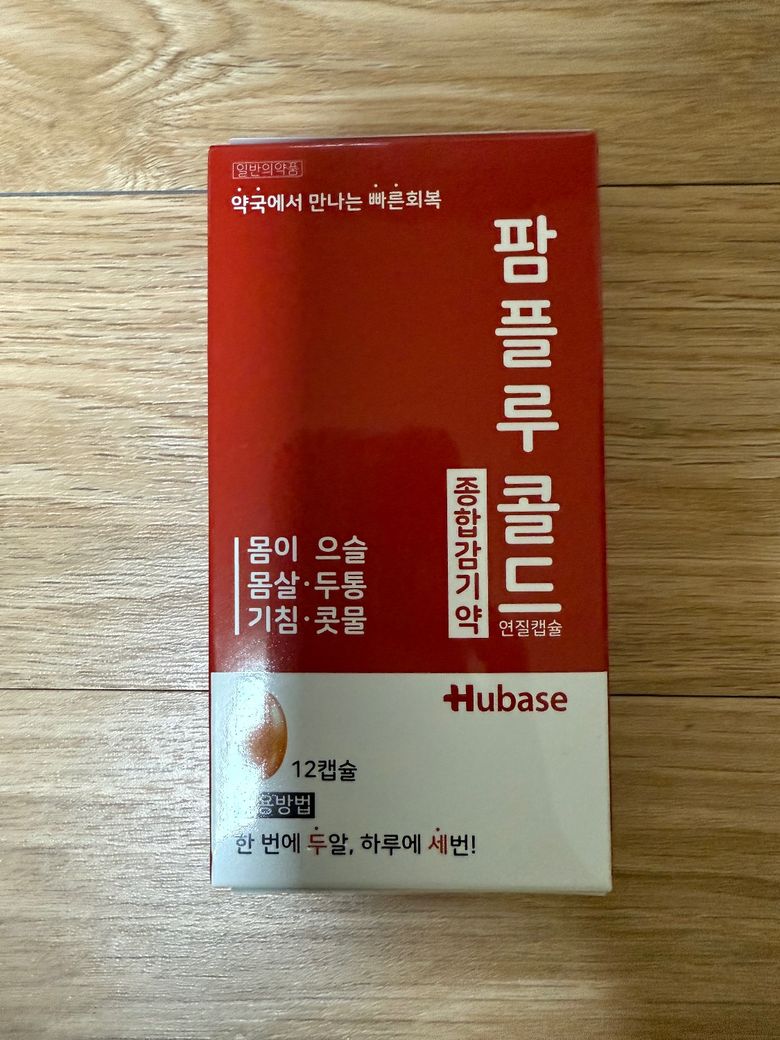 일반의약품
약국에서 만나는 빠른회복
팜플루 콜드
종합감기약
연질캡슐
몸이 으슬
몸살·두통
기침·콧물
Hubase
12캡슐
용방법
한 번에 두알, 하루에 세번!